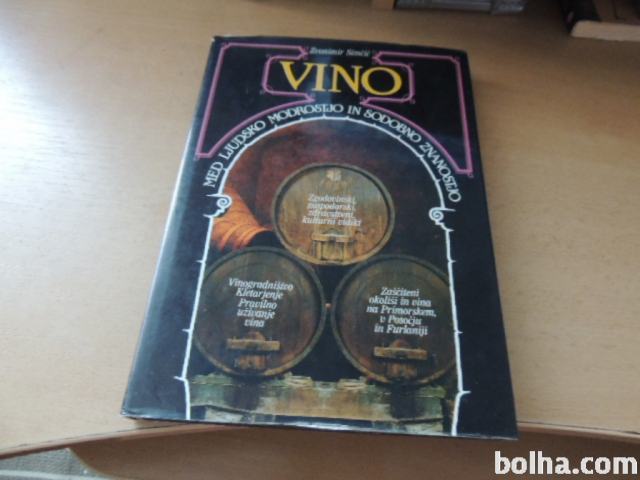 Zvonimir Simčič
VINO
MED LJUDSKO MODROSTJO IN SODOBNO ZNANOSTJO
Zgodovinski,
gospodarski,
zdravstveni,
kulturni vidiki
Vinogradništvo
Kletarjenje
Pravilno
uživanje
vina
Zaščiteni
okoliši in vina
na Primorskem,
v Posočju
in Furlaniji
bolha.com